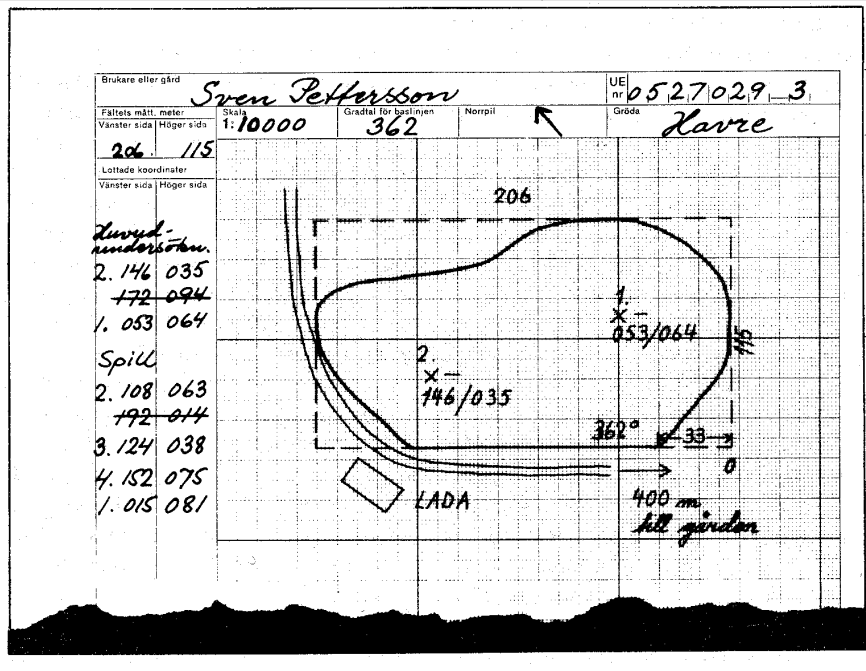 Brukare eller gård
Sven Pettersson
UE nr 0527029-3
Fältets mått, meter
Vänster sida Höger sida
206. 115
Skala
1:10000
Gradtal för baslinjen
362
Norrpil
Gröda
Havre
Lottade koordinater
Vänster sida Höger sida
Huvud-
undersökn.
2. 146 035
172 094
1. 053 064
Spill
2. 108 063
192 014
3. 124 038
4. 152 075
1. 015 081
206
1.
x –
053/064
115
2.
x –
146/035
362°
33
0
LADA
400 m
till gården